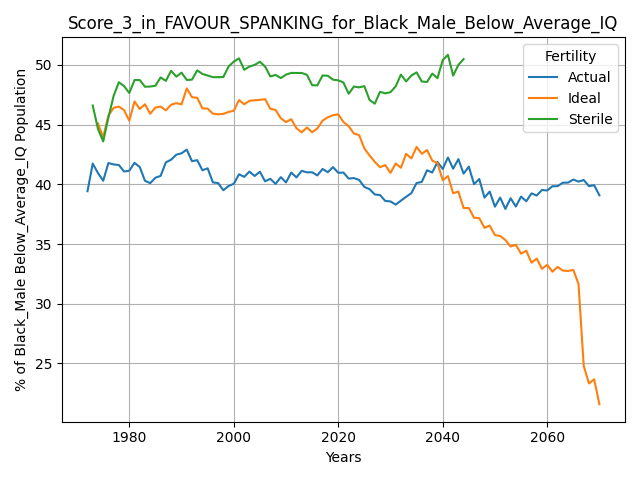 Score_3_in_FAVOUR_SPANKING_for_Black_Male_Below_Average_IQ
% of Black_Male Below_Average_IQ Population
50
45
40
35
30
25
Fertility
Actual
Ideal
Sterile
1980 2000 2020 2040 2060
Years